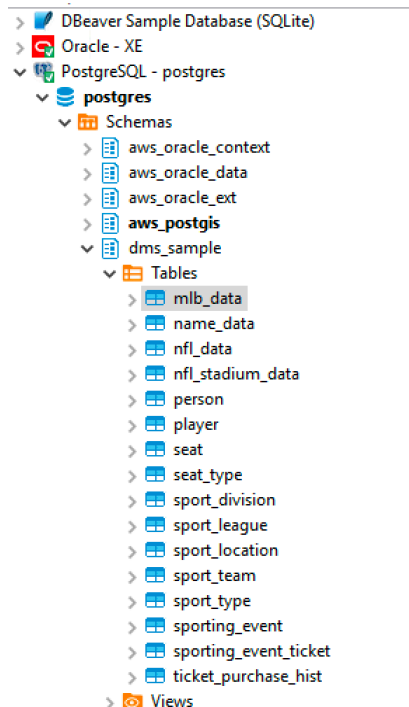 DBeaver Sample Database (SQLite)
Oracle - XE
PostgreSQL - postgres
postgres
Schemas
aws_oracle_context
aws_oracle_data
aws_oracle_ext
aws_postgis
dms_sample
Tables
mlb_data
name_data
nfl_data
nfl_stadium_data
person
player
seat
seat_type
sport_division
sport_league
sport_location
sport_team
sport_type
sporting_event
sporting_event_ticket
ticket_purchase_hist
Views